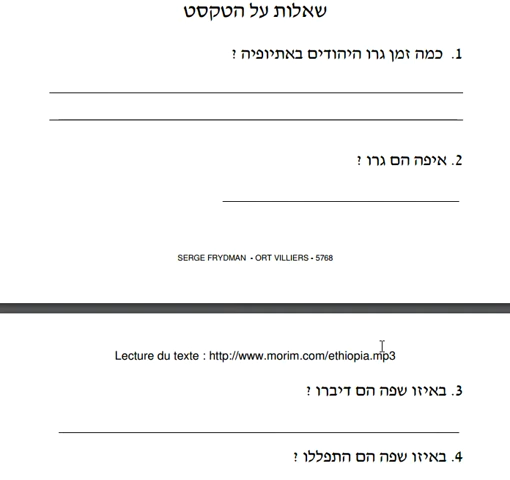 שאלות על הטקסט
1. כמה זמן גרו היהודים באתיופיה ?
2. איפה הם גרו ?
SERGE FRYDMAN - ORT VILLIERS - 5768
Lecture du texte : http://www.morim.com/ethiopia.mp3
3. באיזו שפה הם דיברו ?
4. באיזו שפה הם התפללו ?